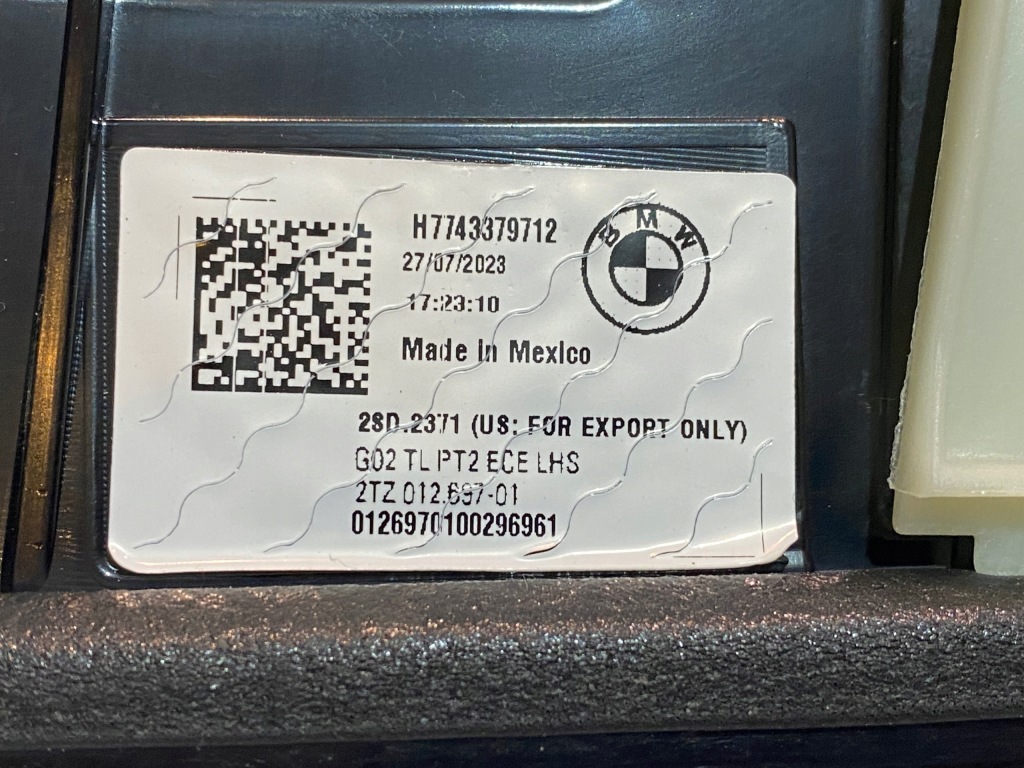 H7743379712
27/07/2023
17:23:10
BMW
Made in Mexico
2SD.2371 (US: FOR EXPORT ONLY)
G02 TL PT2 ECE LHS
2TZ 012.697-01
0126970100296961